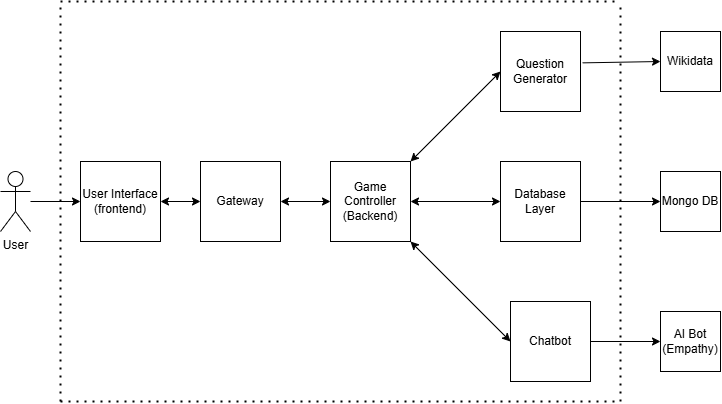 Question
Generator
Wikidata
User
User Interface
(frontend)
Gateway
Game
Controller
(Backend)
Database
Layer
Mongo DB
Chatbot
AI Bot
(Empathy)